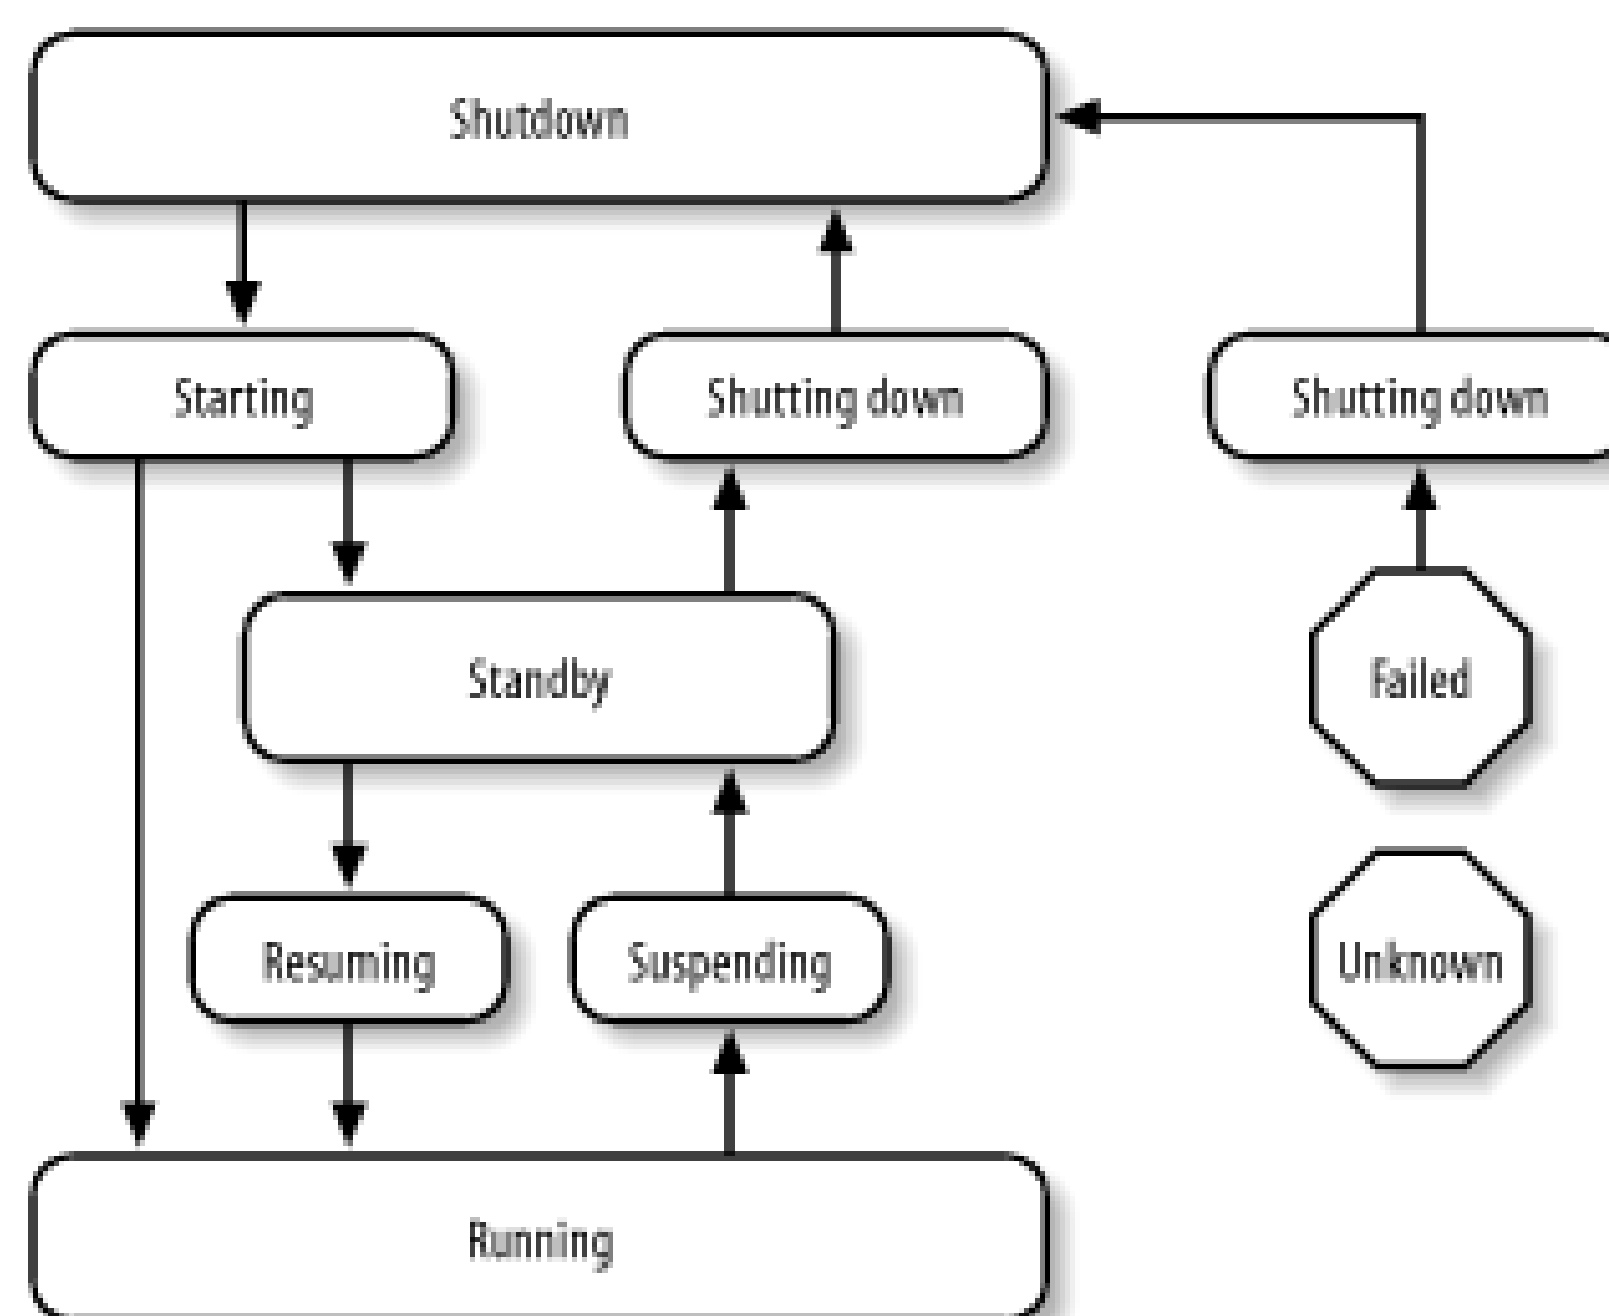 Shutdown
Starting
Shutting down
Shutting down
Standby
Failed
Resuming
Suspending
Unknown
Running